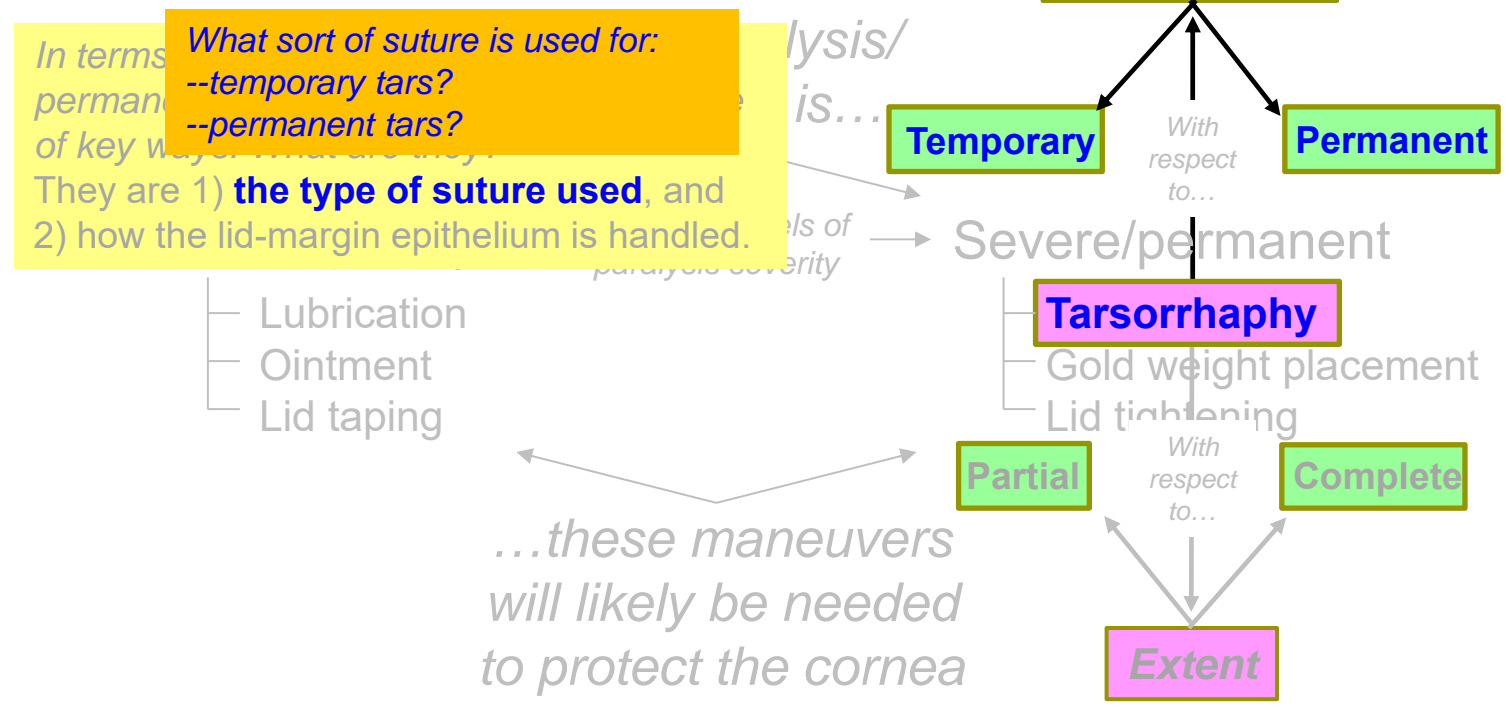 What sort of suture is used for:
--temporary tars?
--permanent tars?
In terms
lysis/
is…
of key
What are they?
They are 1) the type of suture used, and
2) how the lid-margin epithelium is handled.
Temporary
With
respect
to…
Permanent
els of
paralysis severity
Severe/permanent
Lubrication
Ointment
Lid taping
Tarsorrhaphy
Gold weight placement
Lid tightening
Partial
With
respect
to…
Complete
…these maneuvers
will likely be needed
to protect the cornea
Extent